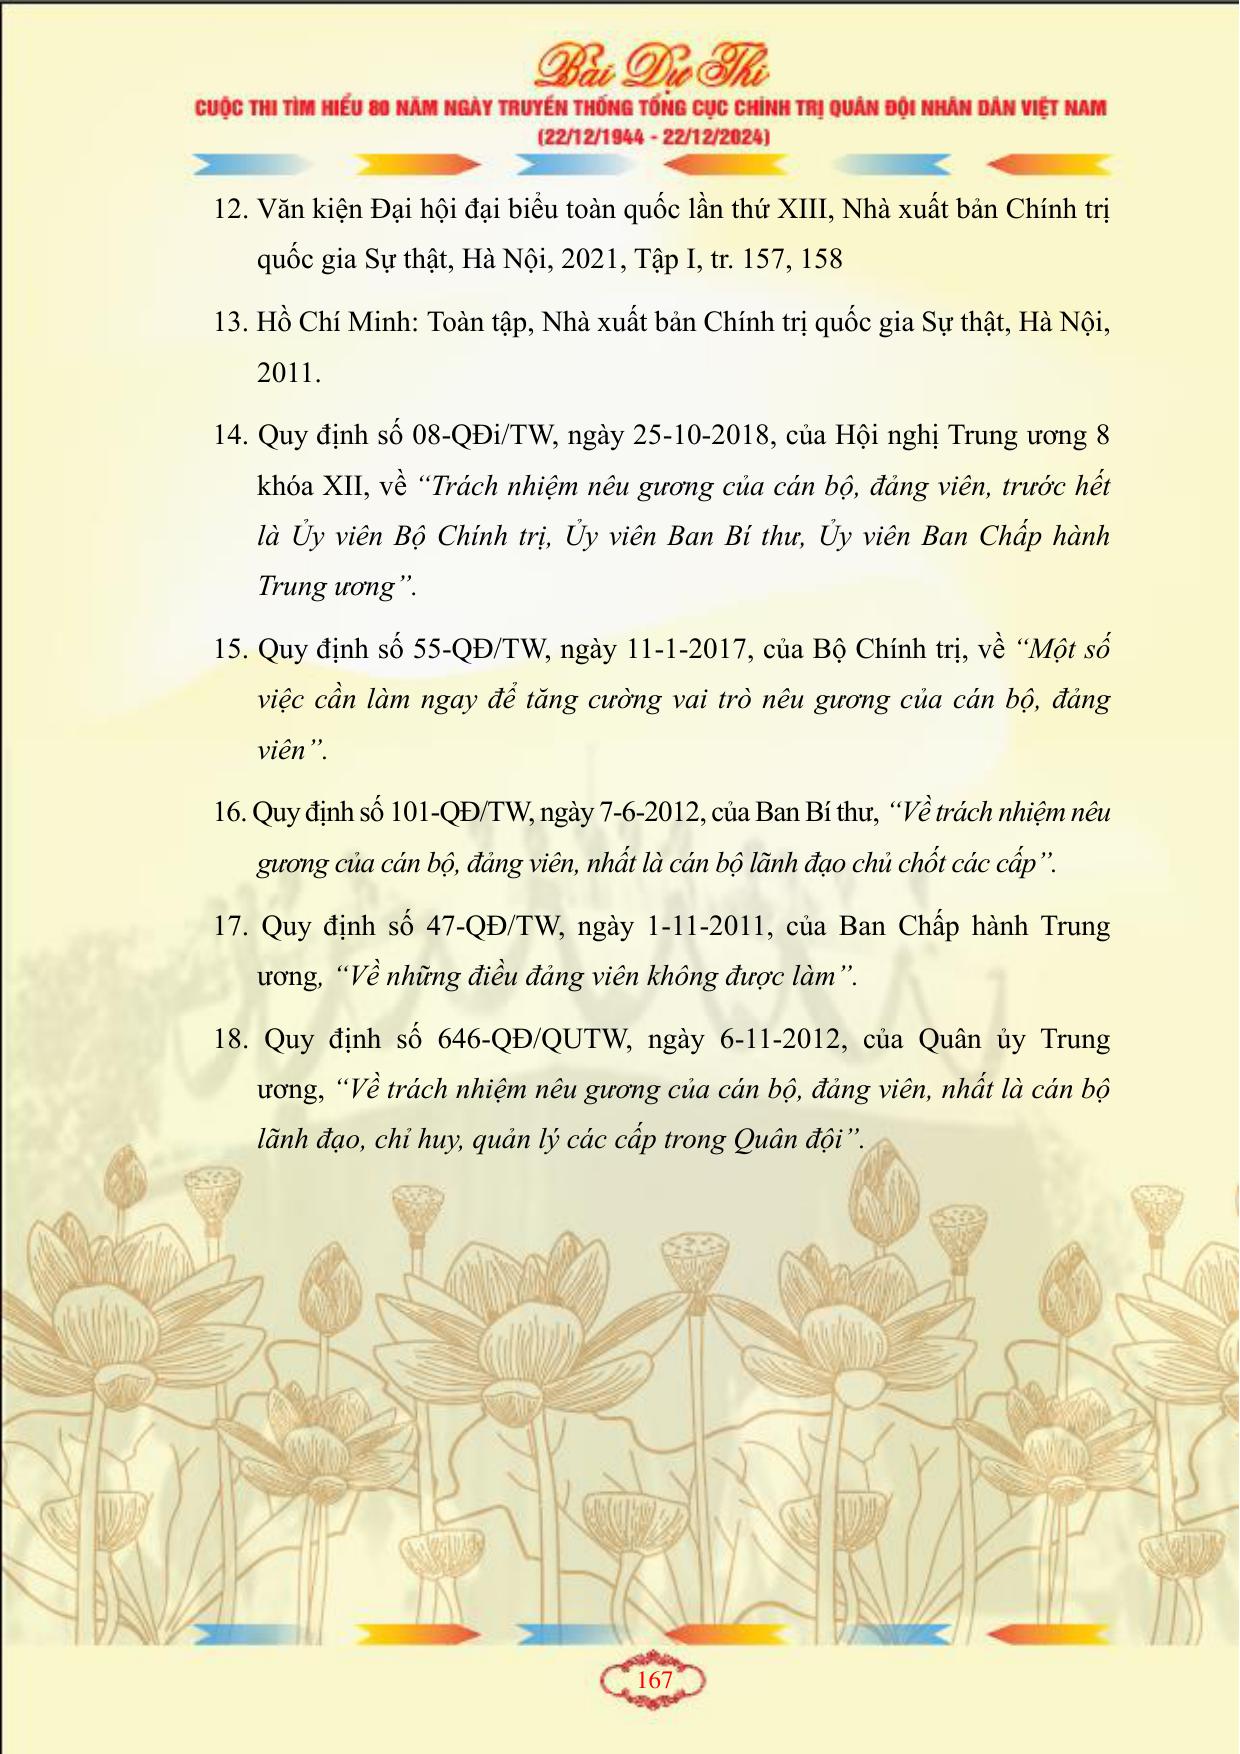 Bài Dự Thi
CUỘC THI TÌM HIỂU 80 NĂM NGÀY TRUYỀN THỐNG TỔNG CỤC CHÍNH TRỊ QUÂN ĐỘI NHÂN DÂN VIỆT NAM
(22/12/1944 - 22/12/2024)
12. Văn kiện Đại hội đại biểu toàn quốc lần thứ XIII, Nhà xuất bản Chính trị
quốc gia Sự thật, Hà Nội, 2021, Tập I, tr. 157, 158
13. Hồ Chí Minh: Toàn tập, Nhà xuất bản Chính trị quốc gia Sự thật, Hà Nội,
2011.
14. Quy định số 08-QĐi/TW, ngày 25-10-2018, của Hội nghị Trung ương 8
khóa XII, về “Trách nhiệm nêu gương của cán bộ, đảng viên, trước hết
là Ủy viên Bộ Chính trị, Ủy viên Ban Bí thư, Ủy viên Ban Chấp hành
Trung ương”.
15. Quy định số 55-QĐ/TW, ngày 11-1-2017, của Bộ Chính trị, về “Một số
việc cần làm ngay để tăng cường vai trò nêu gương của cán bộ, đảng
viên”.
16. Quy định số 101-QĐ/TW, ngày 7-6-2012, của Ban Bí thư, “Về trách nhiệm nêu
gương của cán bộ, đảng viên, nhất là cán bộ lãnh đạo chủ chốt các cấp”.
17. Quy định số 47-QĐ/TW, ngày 1-11-2011, của Ban Chấp hành Trung
ương, “Về những điều đảng viên không được làm”.
18. Quy định số 646-QĐ/QUTW, ngày 6-11-2012, của Quân ủy Trung
ương, “Về trách nhiệm nêu gương của cán bộ, đảng viên, nhất là cán bộ
lãnh đạo, chỉ huy, quản lý các cấp trong Quân đội”.
167